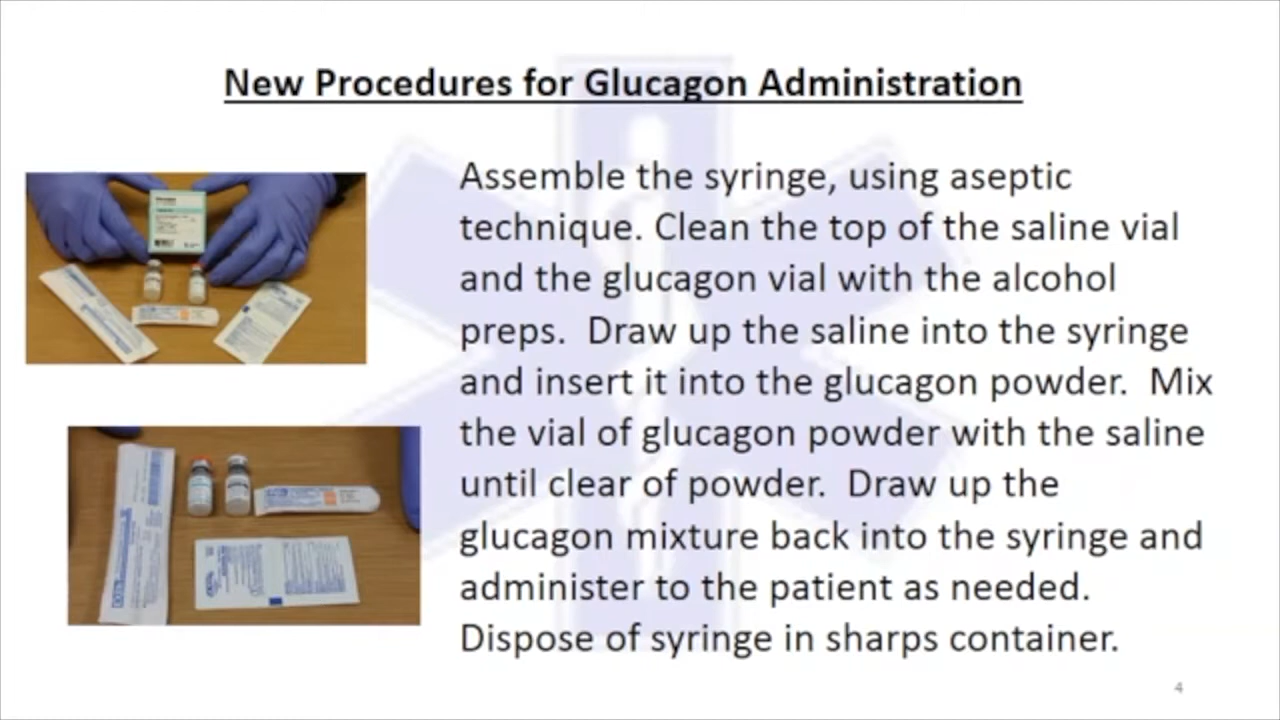 New Procedures for Glucagon Administration
Assemble the syringe, using aseptic
technique. Clean the top of the saline vial
and the glucagon vial with the alcohol
preps.  Draw up the saline into the syringe
and insert it into the glucagon powder.  Mix
the vial of glucagon powder with the saline
until clear of powder.  Draw up the
glucagon mixture back into the syringe and
administer to the patient as needed.
Dispose of syringe in sharps container.
4